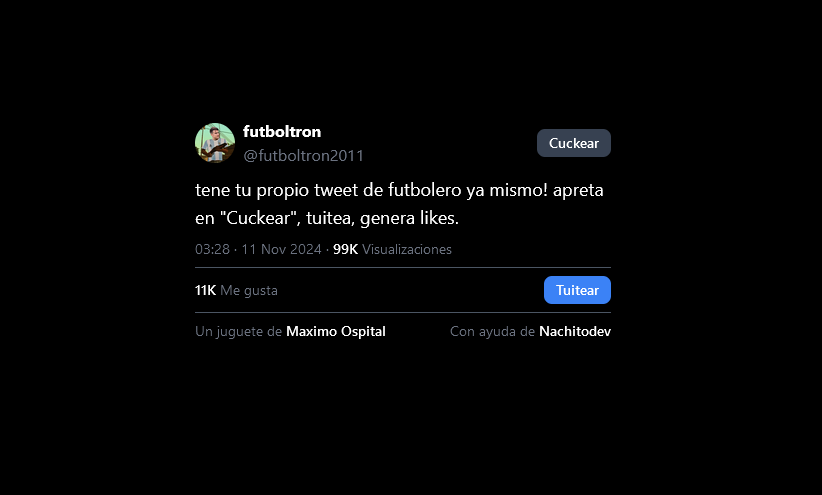 futboltron
@futboltron2011
Cuckear
tene tu propio tweet de futbolero ya mismo! apreta
en "Cuckear", tuitea, genera likes.
03:28 · 11 Nov 2024 · 99K Visualizaciones
11K Me gusta
Tuitear
Un juguete de Maximo Ospital
Con ayuda de Nachitodev